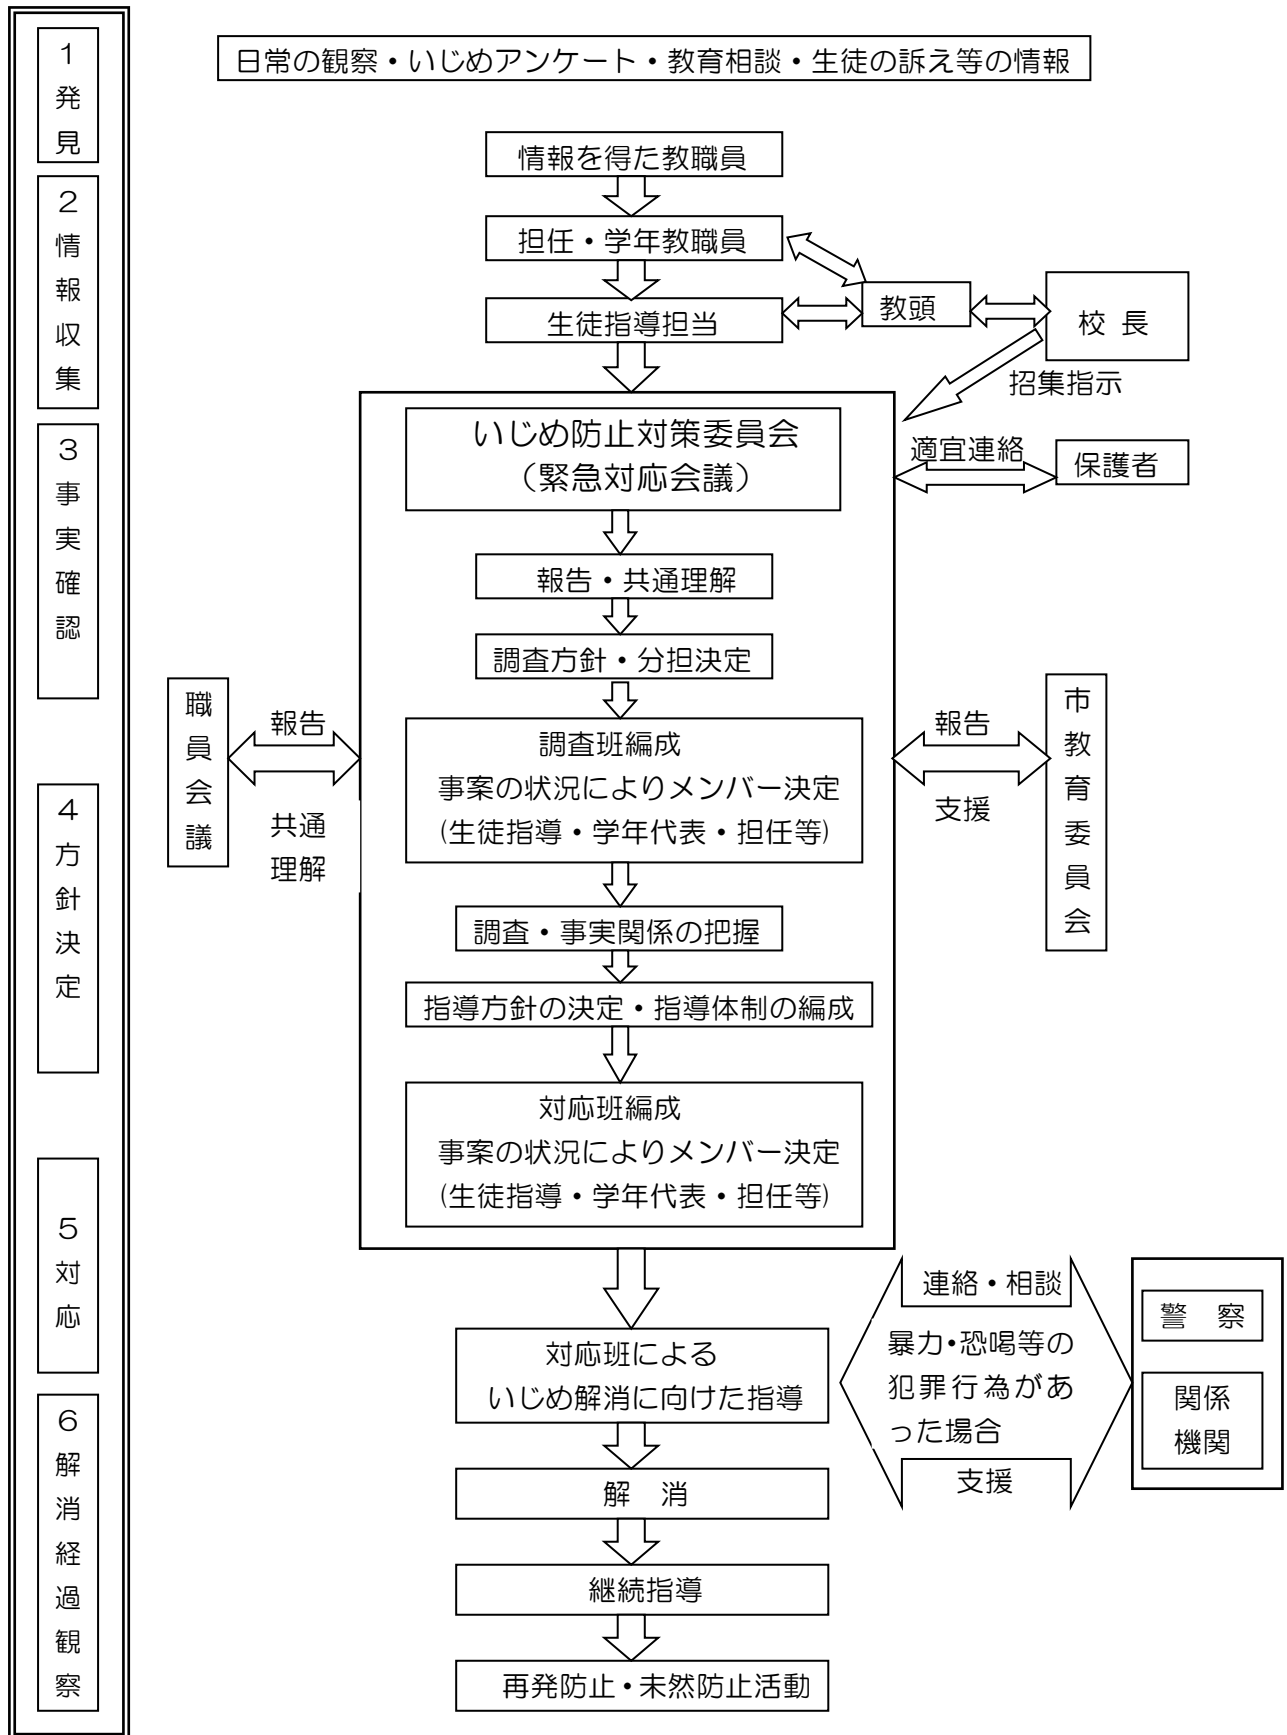 1発見
2情報収集
3事実確認
4方針決定
5対応
6解消経過観察
日常の観察・いじめアンケート・教育相談・生徒の訴え等の情報
情報を得た教職員
担任・学年教職員
生徒指導担当
教頭
校 長
招集指示
いじめ防止対策委員会
（緊急対応会議）
適宜連絡
保護者
報告・共通理解
調査方針・分担決定
職員会議
報告
共通
理解
調査班編成
事案の状況によりメンバー決定
(生徒指導・学年代表・担任等)
報告
支援
市教育委員会
調査・事実関係の把握
指導方針の決定・指導体制の編成
対応班編成
事案の状況によりメンバー決定
(生徒指導・学年代表・担任等)
対応班による
いじめ解消に向けた指導
連絡・相談
暴力・恐喝等の
犯罪行為があ
った場合
支援
警　察
関係
機関
解　消
継続指導
再発防止・未然防止活動